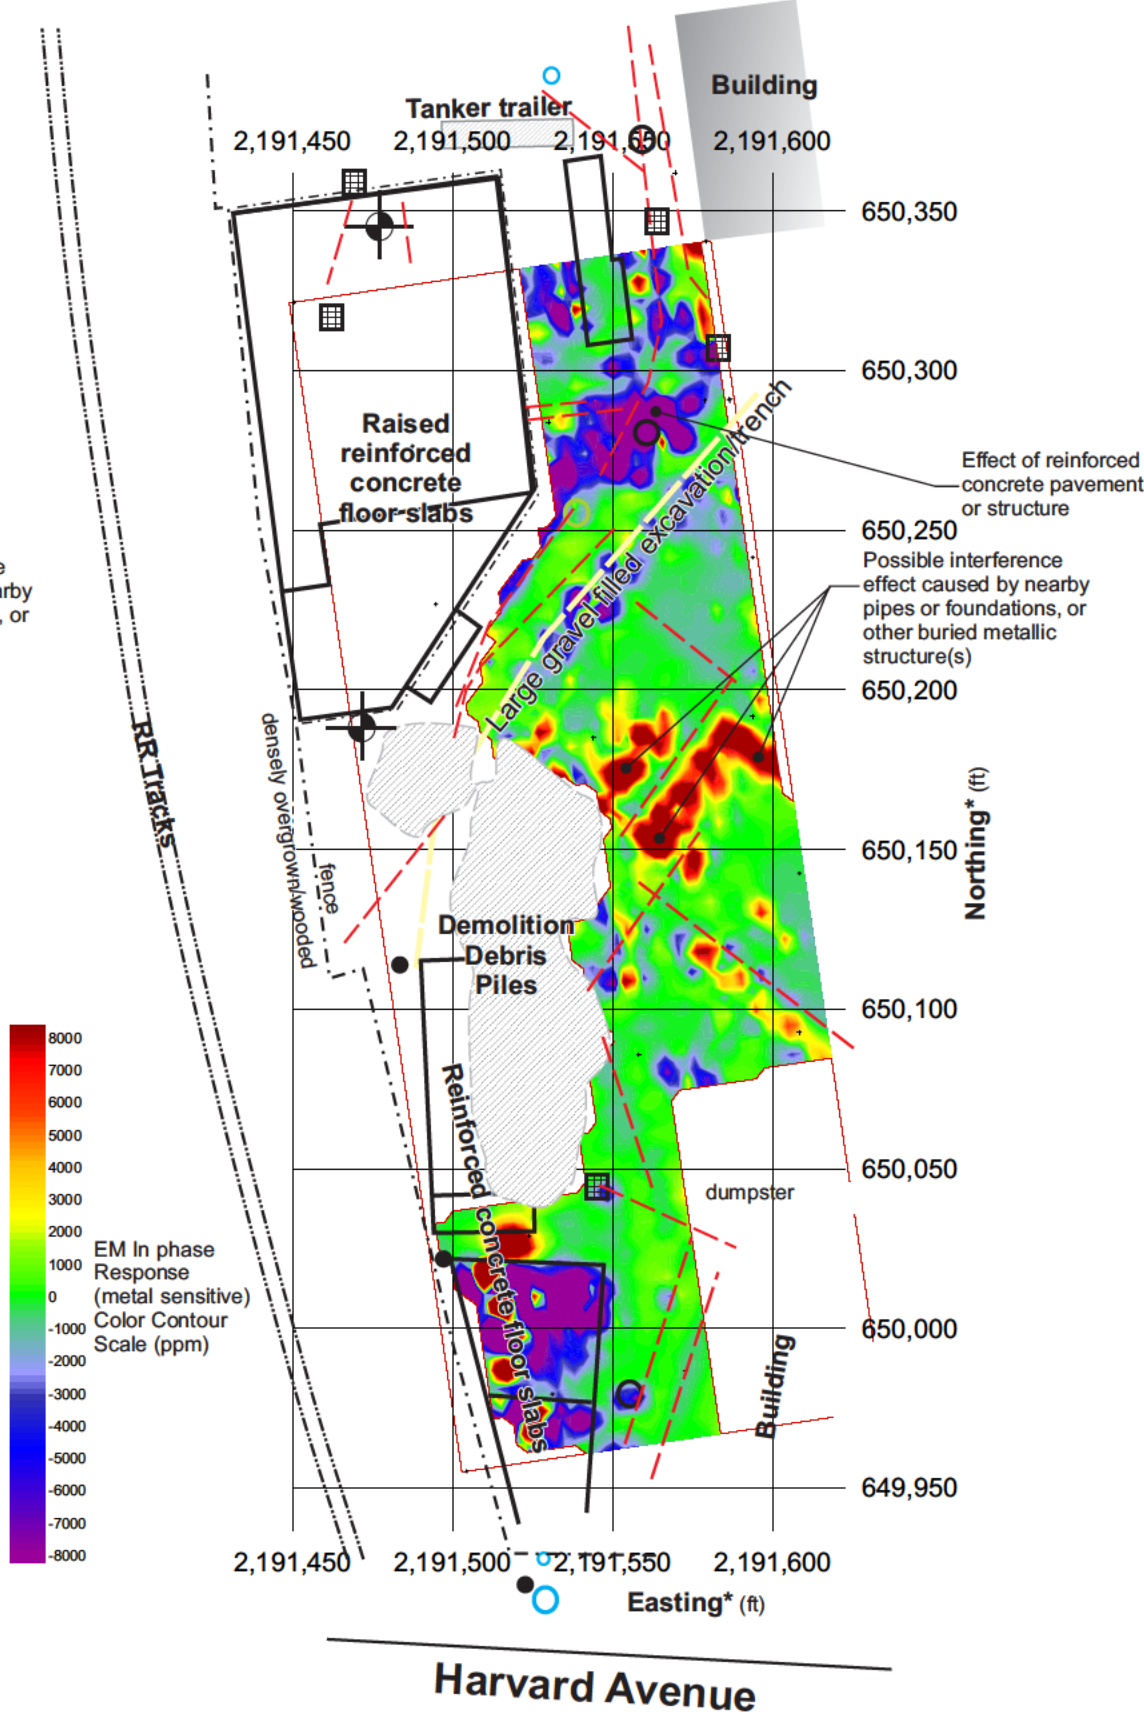 Building
Tanker trailer
2,191,450
2,191,500
2,191,550
2,191,600
650,350
650,300
Raised
reinforced
concrete
floor slabs
Large gravel filled excavation/trench
Effect of reinforced
concrete pavement
or structure
650,250
Possible interference
effect caused by nearby
pipes or foundations, or
other buried metallic
structure(s)
e
arby
, or
650,200
RR Tracks
densely overgrown/wooded
fence
Northing* (ft)
650,150
Demolition
Debris
Piles
650,100
Reinforced concrete floor slabs
650,050
dumpster
8000
7000
6000
5000
4000
3000
2000
1000
0
-1000
-2000
-3000
-4000
-5000
-6000
-7000
-8000
EM In phase
Response
(metal sensitive)
Color Contour
Scale (ppm)
650,000
Building
649,950
2,191,450
2,191,500
2,191,550
2,191,600
Easting* (ft)
Harvard Avenue